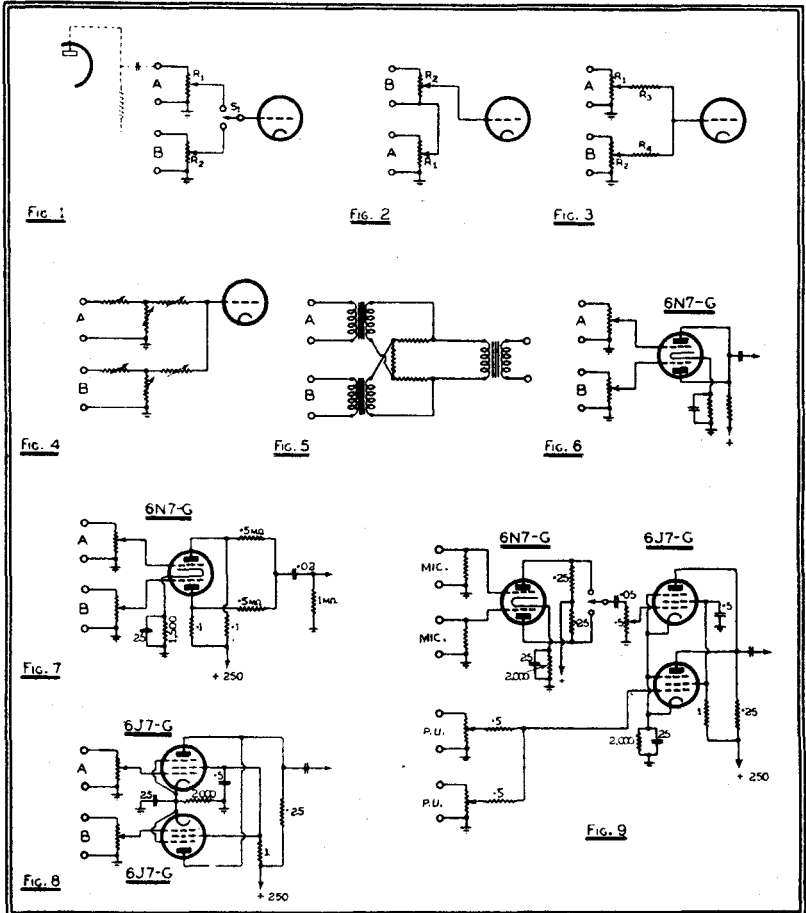 A
R1
S1
B
R2
Fig. 1
B
R2
A
R1
Fig. 2
A
R1
R3
B
R4
R2
Fig. 3
A
B
Fig. 4
A
B
Fig. 5
6N7-G
A
B
+
Fig. 6
6N7-G
A
B
·5MΩ
·5MΩ
·02
1MΩ
25
1,500
·1
·1
+ 250
Fig. 7
6J7-G
A
B
25
2,000
·5
·25
1
6J7-G
+ 250
Fig. 8
6N7-G
6J7-G
MIC.
MIC.
·25
·25
·05
·5
·5
25
2,000
+
P.U.
·5
P.U.
·5
2,000
25
1
·25
+ 250
Fig. 9